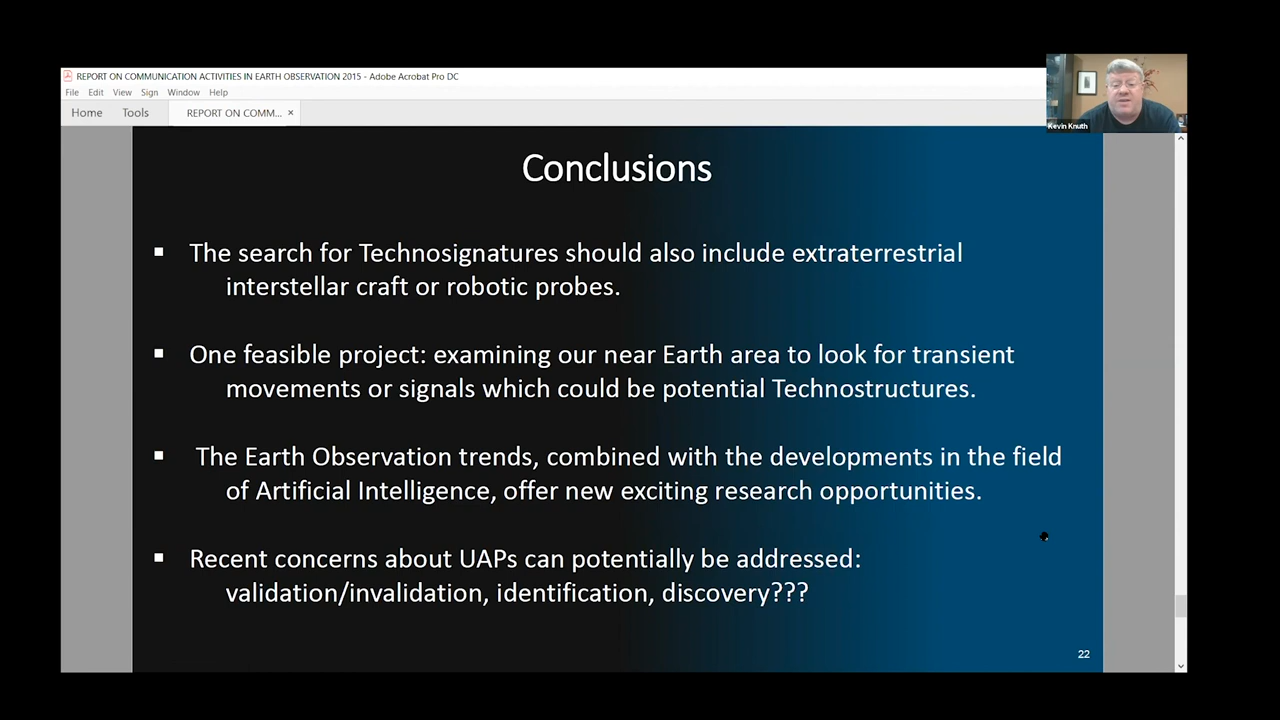 REPORT ON COMMUNICATION ACTIVITIES IN EARTH OBSERVATION 2015 - Adobe Acrobat Pro DC
File Edit View Sign Window Help
Home Tools REPORT ON COMM... ×
Kevin Knuth
Conclusions
▪ The search for Technosignatures should also include extraterrestrial
interstellar craft or robotic probes.
▪ One feasible project: examining our near Earth area to look for transient
movements or signals which could be potential Technostructures.
▪ The Earth Observation trends, combined with the developments in the field
of Artificial Intelligence, offer new exciting research opportunities.
▪ Recent concerns about UAPs can potentially be addressed:
validation/invalidation, identification, discovery???
22